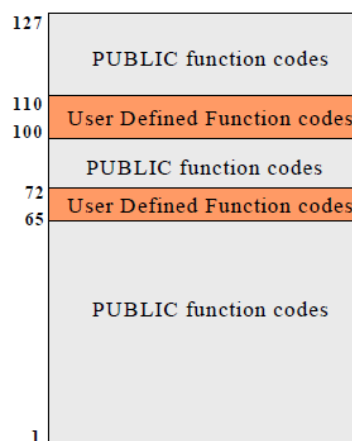 127
PUBLIC function codes
110
User Defined Function codes
100
PUBLIC function codes
72
User Defined Function codes
65
PUBLIC function codes
1